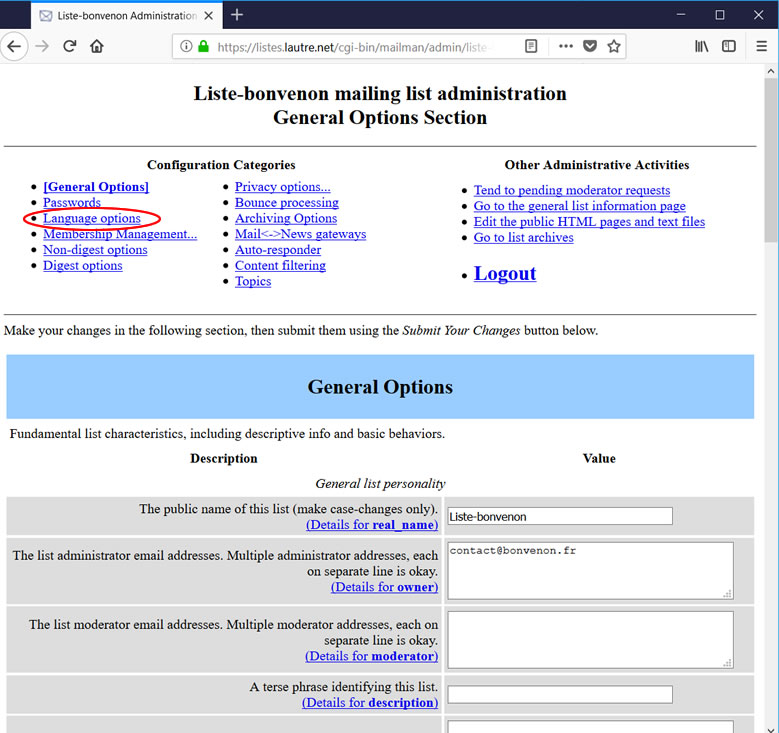 Liste-bonvenon Administration
https://listes.lautre.net/cgi-bin/mailman/admin/liste-
Liste-bonvenon mailing list administration
General Options Section
Configuration Categories
[General Options]
Passwords
Language options
Membership Management...
Non-digest options
Digest options
Privacy options...
Bounce processing
Archiving Options
Mail<->News gateways
Auto-responder
Content filtering
Topics
Other Administrative Activities
Tend to pending moderator requests
Go to the general list information page
Edit the public HTML pages and text files
Go to list archives
Logout
Make your changes in the following section, then submit them using the Submit Your Changes button below.
General Options
Fundamental list characteristics, including descriptive info and basic behaviors.
Description Value
General list personality
The public name of this list (make case-changes only).
(Details for real_name)
Liste-bonvenon
The list administrator email addresses. Multiple administrator addresses, each
on separate line is okay.
(Details for owner)
contact@bonvenon.fr
The list moderator email addresses. Multiple moderator addresses, each on
separate line is okay.
(Details for moderator)
A terse phrase identifying this list.
(Details for description)